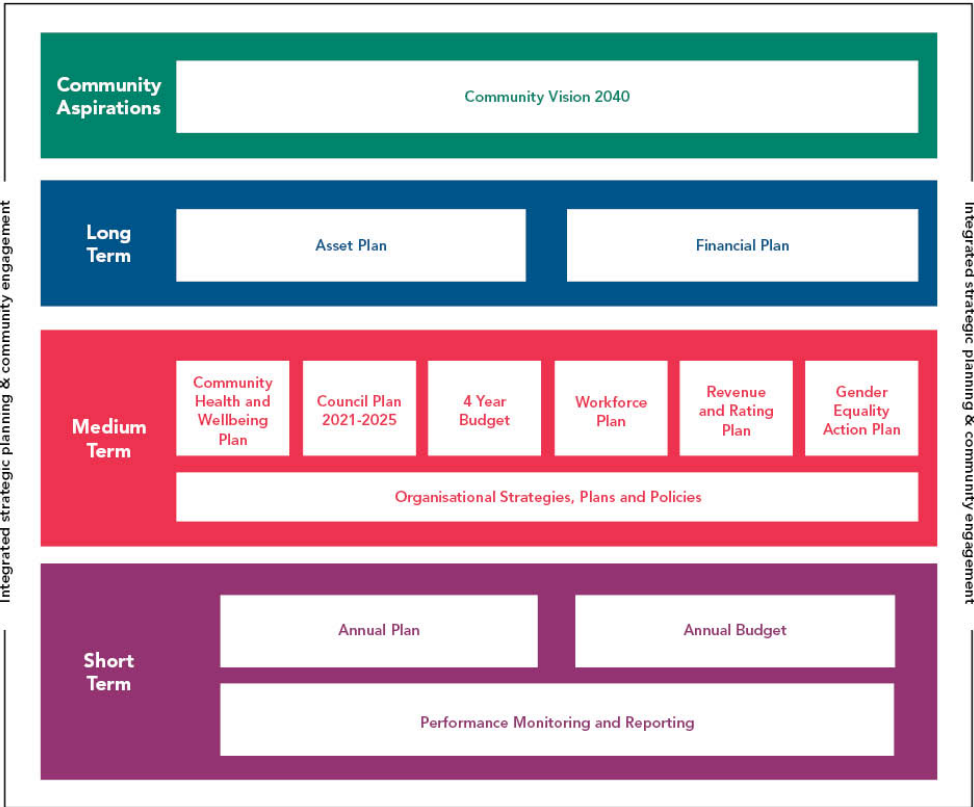 Community
Aspirations
Community Vision 2040
Long
Term
Asset Plan
Financial Plan
Medium
Term
Community
Health and
Wellbeing
Plan
Council Plan
2021-2025
4 Year
Budget
Workforce
Plan
Revenue
and Rating
Plan
Gender
Equality
Action Plan
Organisational Strategies, Plans and Policies
Short
Term
Annual Plan
Annual Budget
Performance Monitoring and Reporting
Integrated strategic planning & community engagement
Integrated strategic planning & community engagement